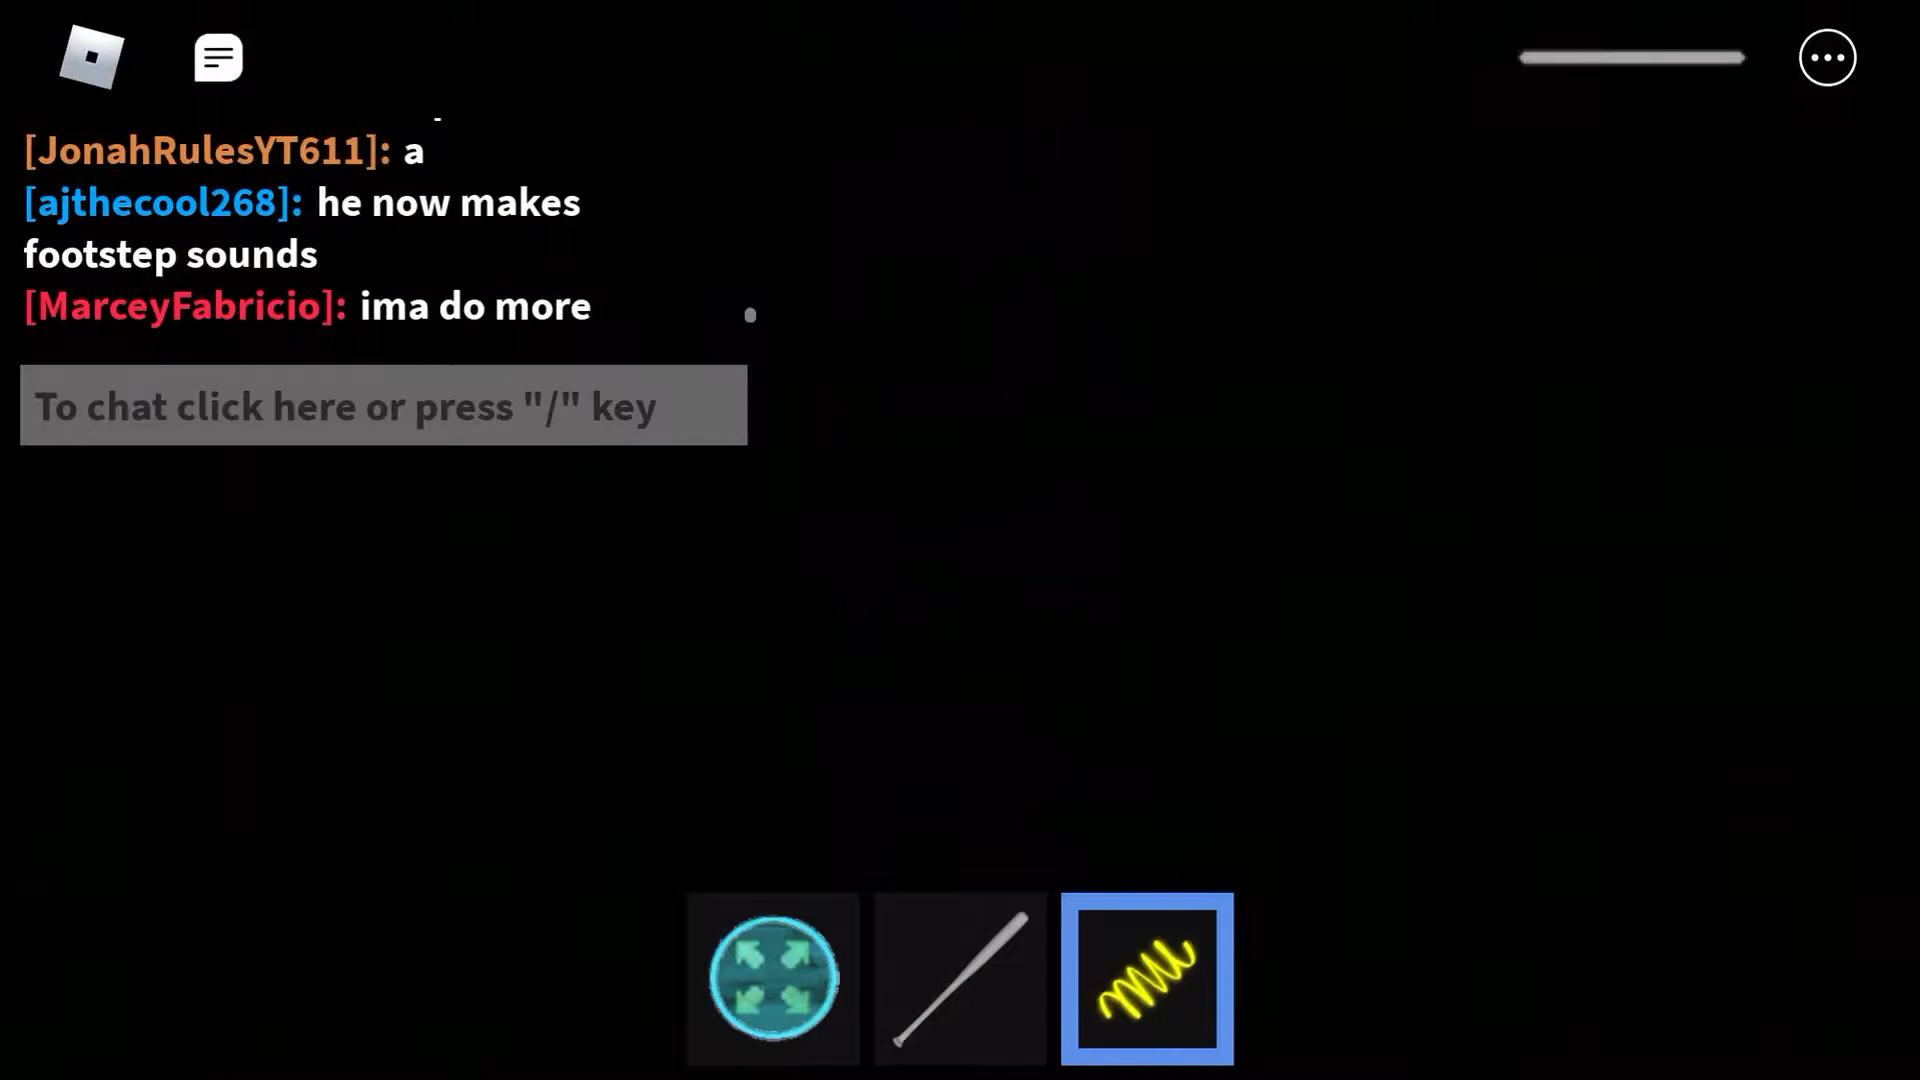 [JonahRulesYT611]: a
[ajthecool268]: he now makes
footstep sounds
[MarceyFabricio]: ima do more
To chat click here or press "/" key